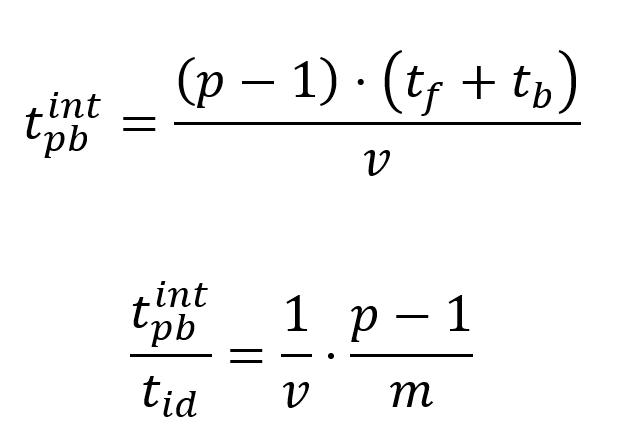 t_{pb}^{int} = \frac{(p - 1) \cdot (t_f + t_b)}{v}
\frac{t_{pb}^{int}}{t_{id}} = \frac{1}{v} \cdot \frac{p - 1}{m}